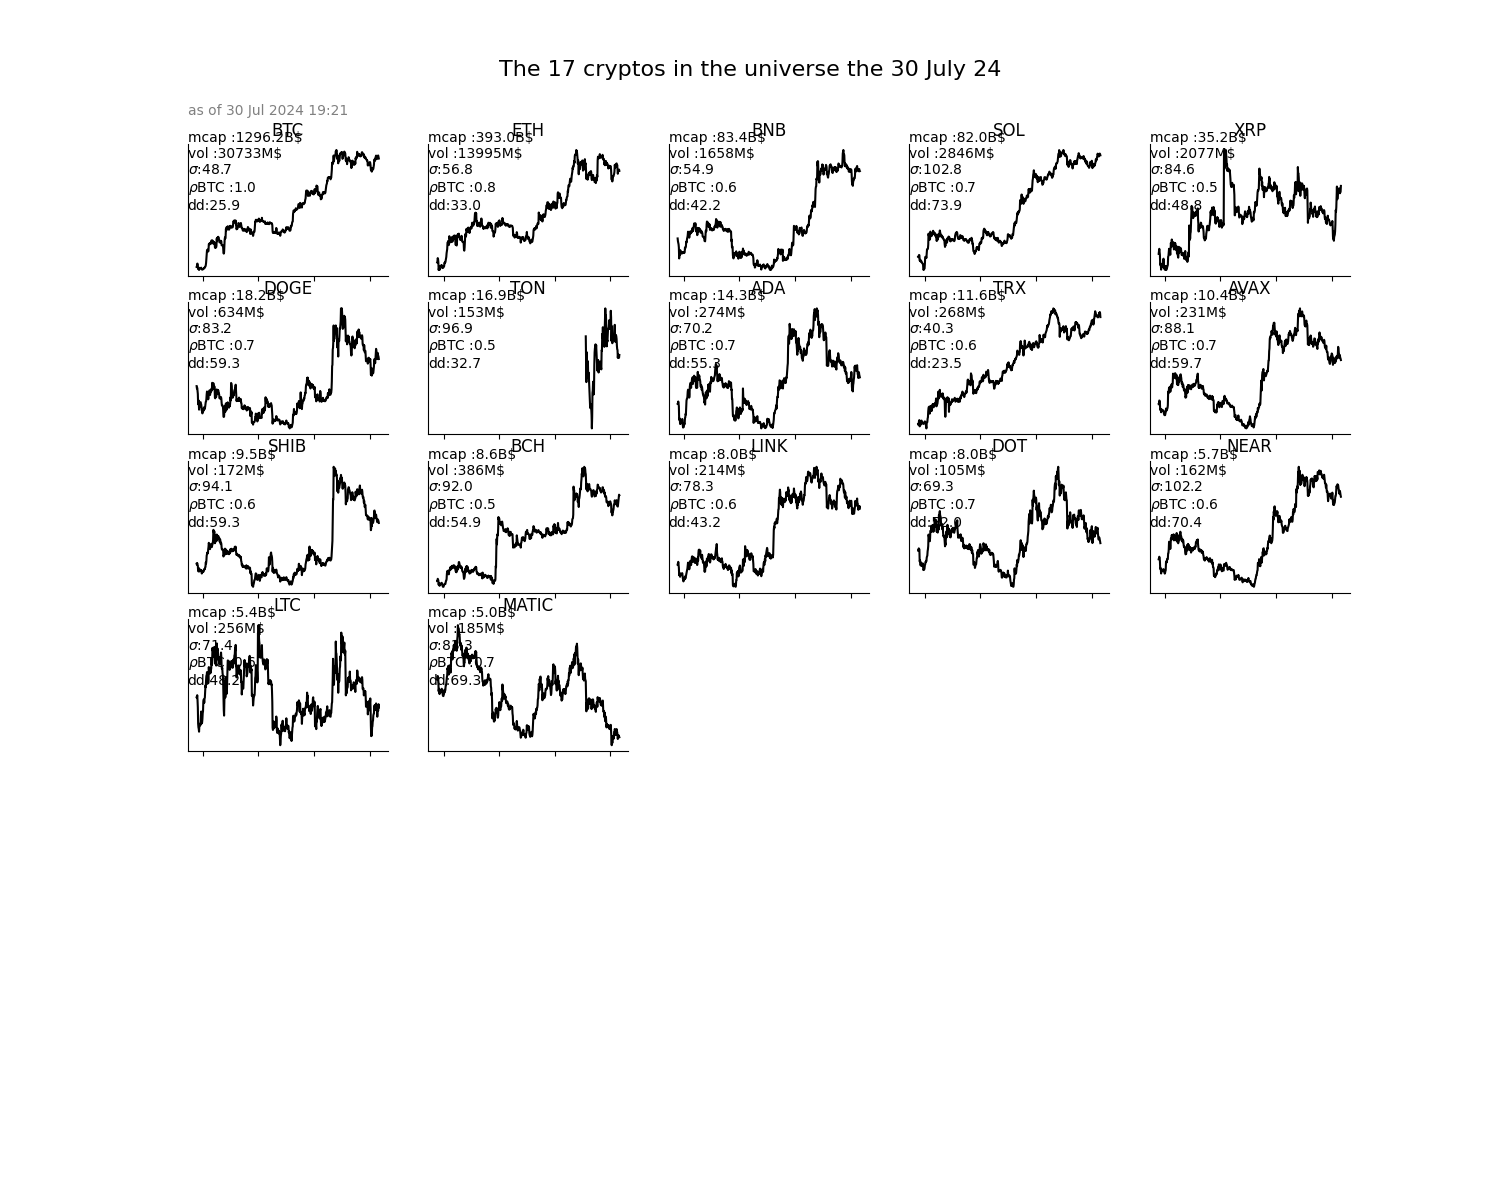 The 17 cryptos in the universe the 30 July 24
as of 30 Jul 2024 19:21
BTC
mcap :1296.2B$
vol :30733M$
σ:48.7
ρBTC :1.0
dd:25.9
ETH
mcap :393.0B$
vol :13995M$
σ:56.8
ρBTC :0.8
dd:33.0
BNB
mcap :83.4B$
vol :1658M$
σ:54.9
ρBTC :0.6
dd:42.2
SOL
mcap :82.0B$
vol :2846M$
σ:102.8
ρBTC :0.7
dd:73.9
XRP
mcap :35.2B$
vol :2077M$
σ:84.6
ρBTC :0.5
dd:48.8
DOGE
mcap :18.2B$
vol :634M$
σ:83.2
ρBTC :0.7
dd:59.3
TON
mcap :16.9B$
vol :153M$
σ:96.9
ρBTC :0.5
dd:32.7
ADA
mcap :14.3B$
vol :274M$
σ:70.2
ρBTC :0.7
dd:55.3
TRX
mcap :11.6B$
vol :268M$
σ:40.3
ρBTC :0.6
dd:23.5
AVAX
mcap :10.4B$
vol :231M$
σ:88.1
ρBTC :0.7
dd:59.7
SHIB
mcap :9.5B$
vol :172M$
σ:94.1
ρBTC :0.6
dd:59.3
BCH
mcap :8.6B$
vol :386M$
σ:92.0
ρBTC :0.5
dd:54.9
LINK
mcap :8.0B$
vol :214M$
σ:78.3
ρBTC :0.6
dd:43.2
DOT
mcap :8.0B$
vol :105M$
σ:69.3
ρBTC :0.7
NEAR
mcap :5.7B$
vol :162M$
σ:102.2
ρBTC :0.6
dd:70.4
LTC
mcap :5.4B$
vol :256M$
σ:71.4
ρBTC :0.6
dd:48.2
MATIC
mcap :5.0B$
vol :185M$
ρBTC :0.7
dd:69.3